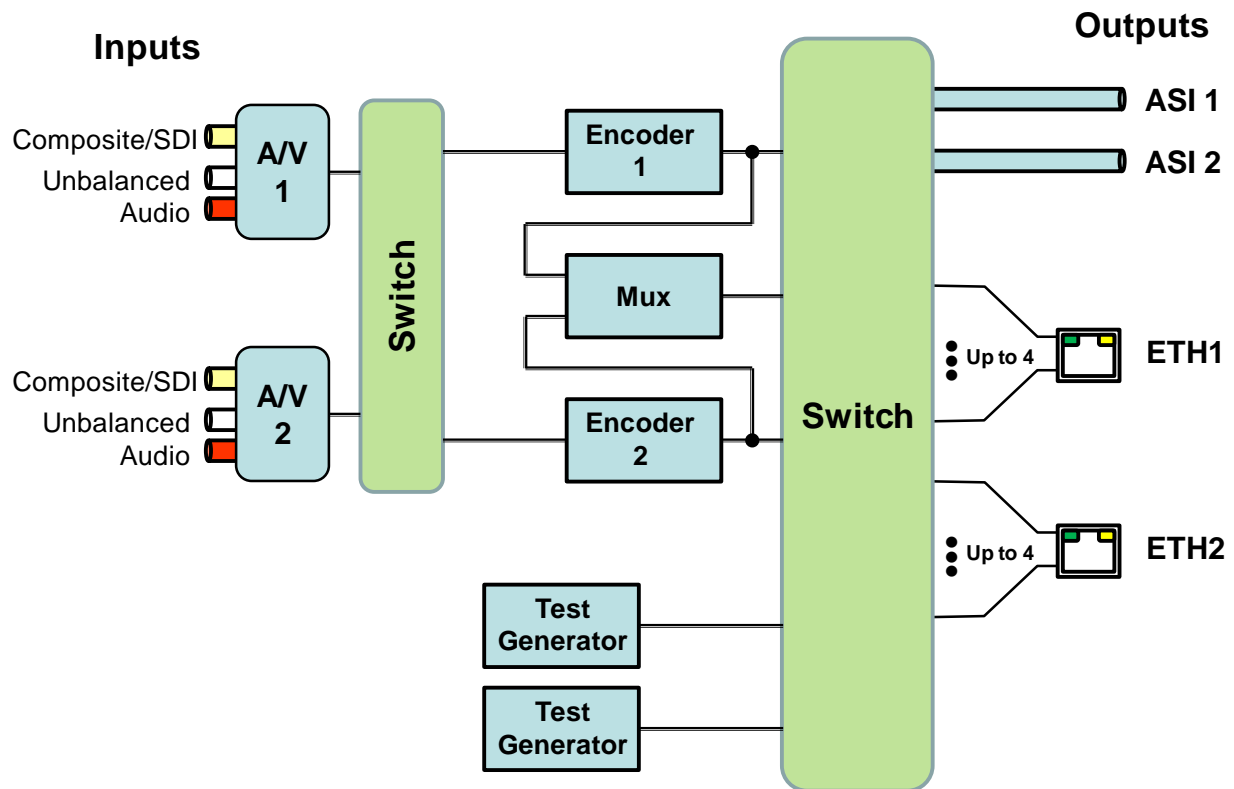 Inputs
Outputs
Composite/SDI
Unbalanced
Audio
A/V
1
Switch
Encoder
1
Mux
Composite/SDI
Unbalanced
Audio
A/V
2
Encoder
2
Test
Generator
Test
Generator
Switch
ASI 1
ASI 2
Up to 4
ETH1
Up to 4
ETH2